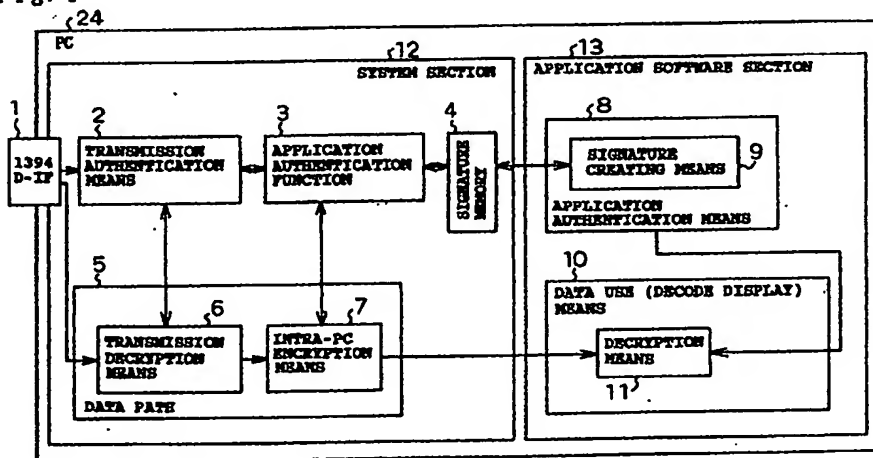 24
PC
12
SYSTEM SECTION
13
APPLICATION SOFTWARE SECTION
1
1394
D-IF
2
TRANSMISSION
AUTHENTICATION
MEANS
3
APPLICATION
AUTHENTICATION
FUNCTION
4
SIGNATURE
MEMORY
8
SIGNATURE
CREATING MEANS
9
APPLICATION
AUTHENTICATION MEANS
5
6
TRANSMISSION
DECRYPTION
MEANS
7
INTRA-PC
ENCRYPTION
MEANS
DATA PATH
10
DATA USE (DECODE DISPLAY)
MEANS
DECRYPTION
MEANS
11